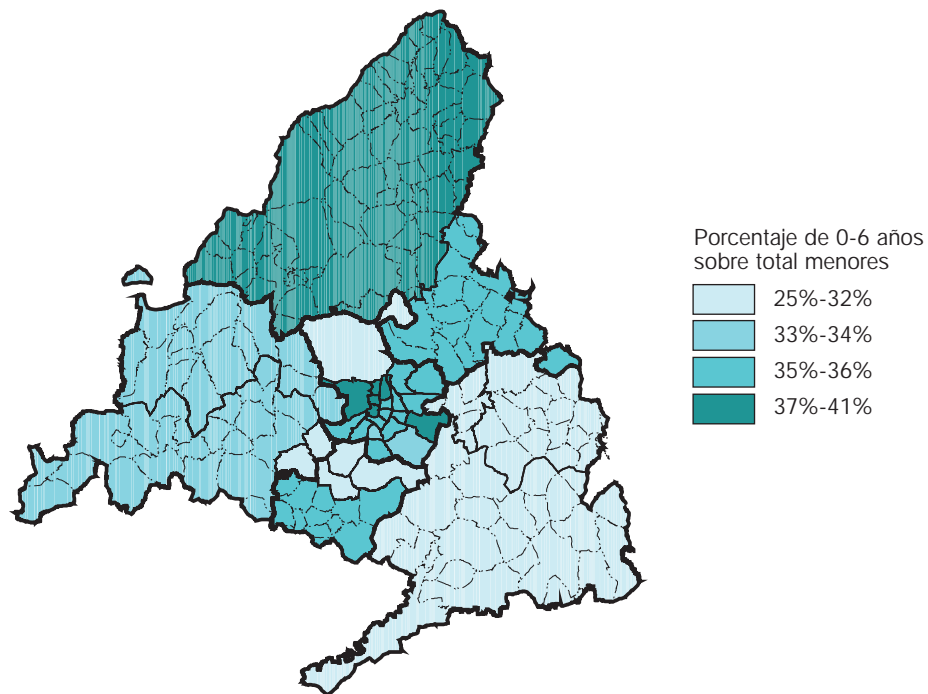 Porcentaje de 0-6 años
sobre total menores
25%-32%
33%-34%
35%-36%
37%-41%